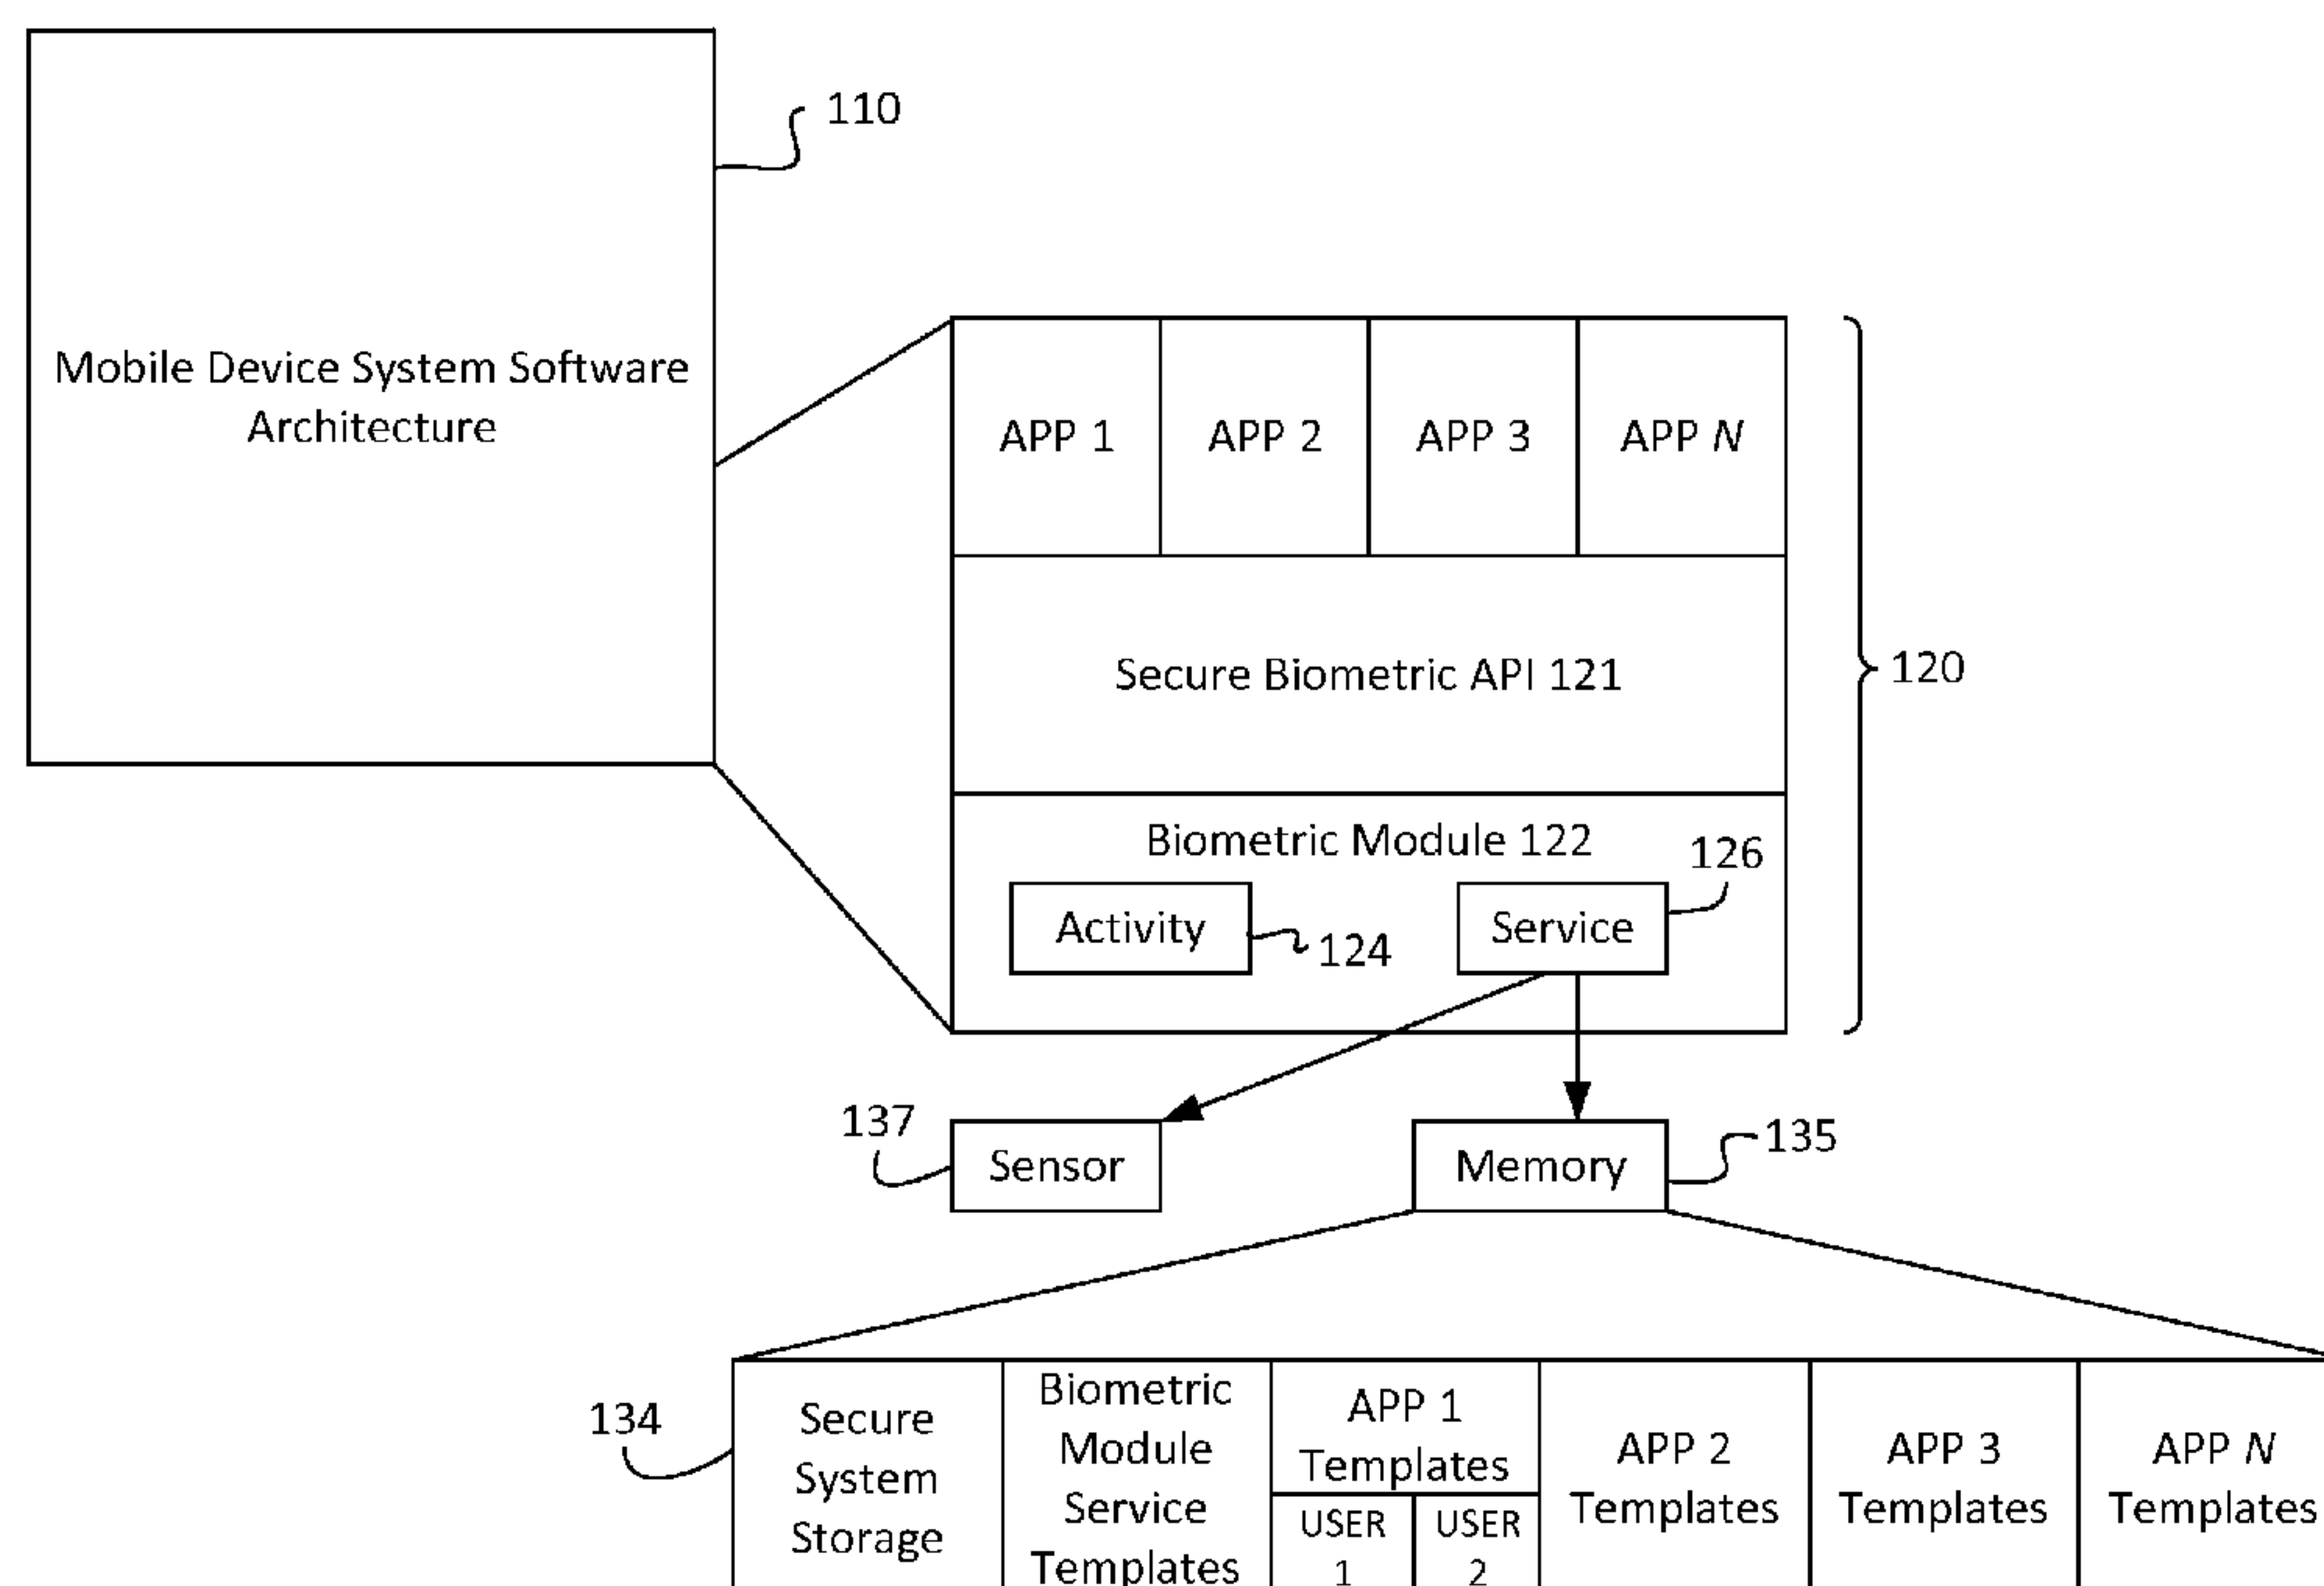 110
Mobile Device System Software
Architecture
APP 1
APP 2
APP 3
APP N
Secure Biometric API 121
120
Biometric Module 122
126
Activity
Service
124
137
Sensor
Memory
135
134
Secure
System
Storage
Biometric
Module
Service
Templates
APP 1
Templates
USER
1
USER
2
APP 2
Templates
APP 3
Templates
APP N
Templates